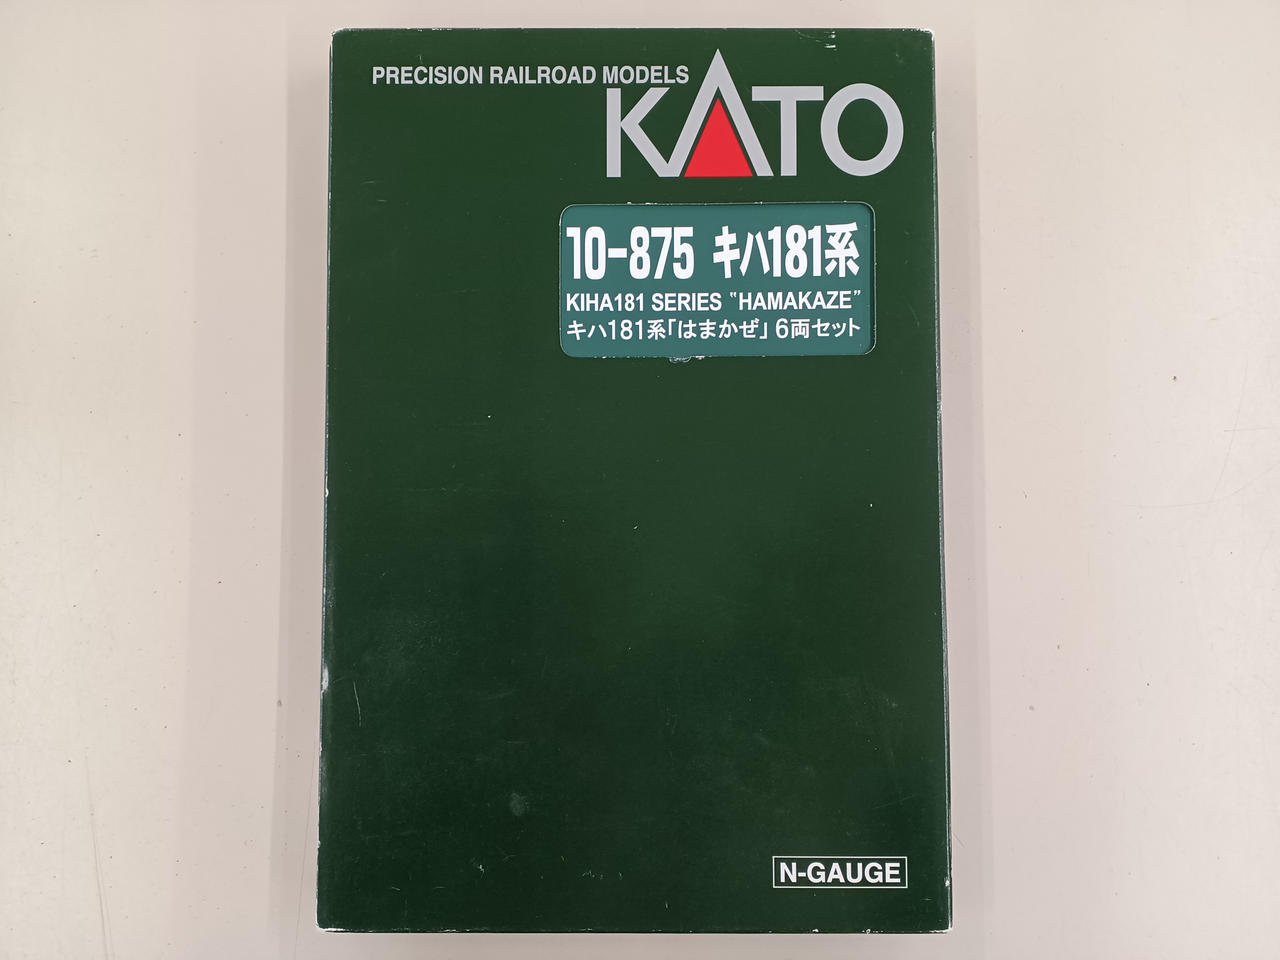 PRECISION RAILROAD MODELS
KATO
10-875 キハ181系
KIHA181 SERIES “HAMAKAZE”
キハ181系「はまかぜ」 6両セット
N-GAUGE